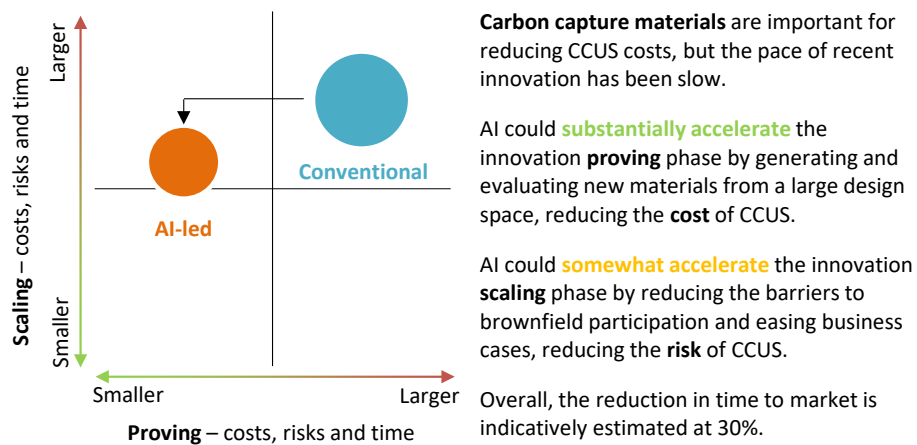 Scaling – costs, risks and time
Larger
Smaller
Conventional
AI-led
Smaller
Larger
Proving – costs, risks and time
Carbon capture materials are important for
reducing CCUS costs, but the pace of recent
innovation has been slow.
AI could substantially accelerate the
innovation proving phase by generating and
evaluating new materials from a large design
space, reducing the cost of CCUS.
AI could somewhat accelerate the innovation
scaling phase by reducing the barriers to
brownfield participation and easing business
cases, reducing the risk of CCUS.
Overall, the reduction in time to market is
indicatively estimated at 30%.